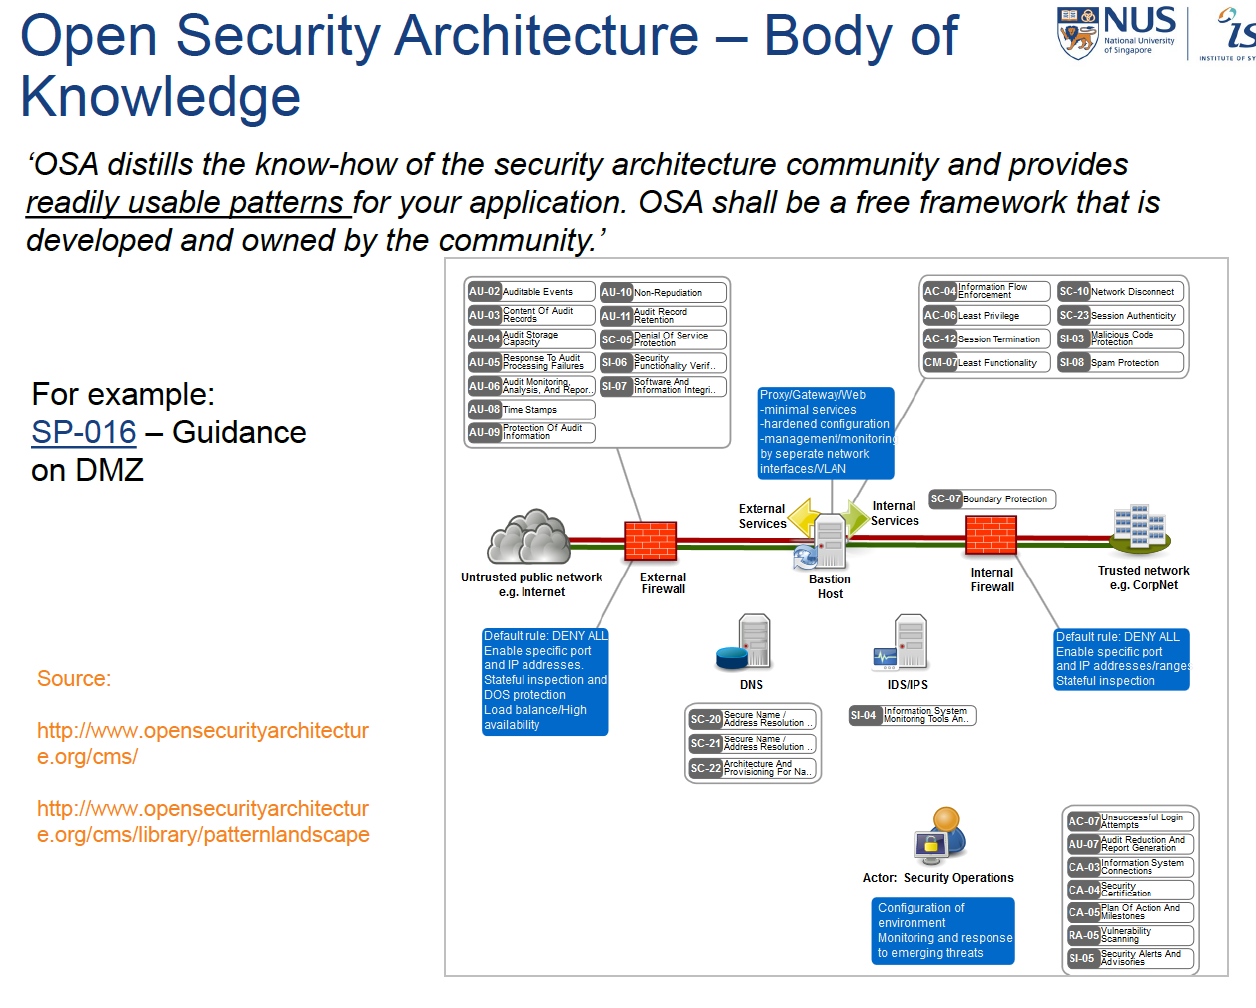 Open Security Architecture – Body of
Knowledge
NUS
National University
of Singapore
INSTITUTE OF SY
‘OSA distills the know-how of the security architecture community and provides
readily usable patterns for your application. OSA shall be a free framework that is
developed and owned by the community.’
For example:
SP-016 – Guidance
on DMZ
Source:
http://www.opensecurityarchitectur
e.org/cms/
http://www.opensecurityarchitectur
e.org/cms/library/patternlandscape
AU-02 Auditable Events
AU-03 Content Of Audit
Records
AU-04 Audit Storage
Capacity
AU-05 Response To Audit
Processing Failures
AU-06 Audit Monitoring,
Analysis, And Repor..
AU-08 Time Stamps
AU-09 Protection Of Audit
Information
AU-10 Non-Repudiation
AU-11 Audit Record
Retention
SC-05 Denial Of Service
Protection
SI-06 Security
Functionality Verif..
SI-07 Software And
Information Integri..
AC-04 Information Flow
Enforcement
AC-06 Least Privilege
AC-12 Session Termination
CM-07 Least Functionality
SC-10 Network Disconnect
SC-23 Session Authenticity
SI-03 Malicious Code
Protection
SI-08 Spam Protection
Proxy/Gateway/Web
-minimal services
-hardened configuration
-management/monitoring
by seperate network
interfaces/VLAN
External
Services
Internal
Services
SC-07 Boundary Protection
Untrusted public network
e.g. Internet
External
Firewall
Bastion
Host
Internal
Firewall
Trusted network
e.g. CorpNet
Default rule: DENY ALL
Enable specific port
and IP addresses.
Stateful inspection and
DOS protection
Load balance/High
availability
DNS
IDS/IPS
Default rule: DENY ALL
Enable specific port
and IP addresses/ranges
Stateful inspection
SC-20 Secure Name /
Address Resolution ..
SC-21 Secure Name /
Address Resolution ..
SC-22 Architecture And
Provisioning For Na..
SI-04 Information System
Monitoring Tools An..
Actor: Security Operations
Configuration of
environment
Monitoring and response
to emerging threats
AC-07 Unsuccessful Login
Attempts
AU-07 Audit Reduction And
Report Generation
CA-03 Information System
Connections
CA-04 Security
Certification
CA-05 Plan Of Action And
Milestones
RA-05 Vulnerability
Scanning
SI-05 Security Alerts And
Advisories